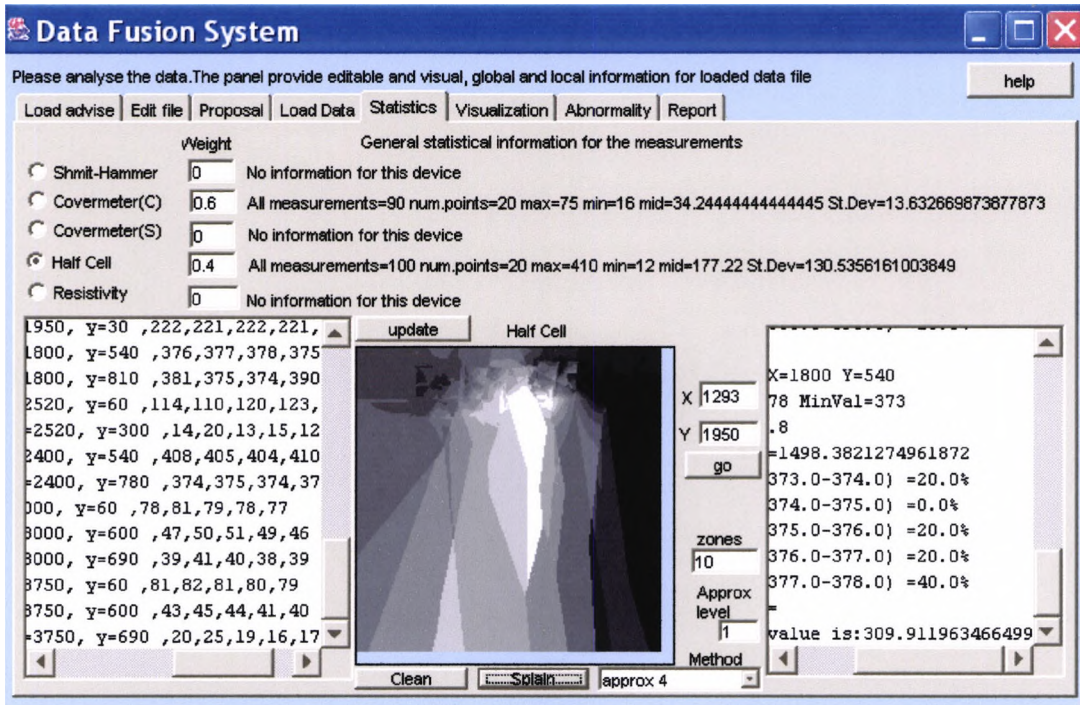 Data Fusion System
Please analyse the data.The panel provide editable and visual, global and local information for loaded data file
help
Load advise Edit file Proposal Load Data Statistics Visualization Abnormality Report
Weight General statistical information for the measurements
Shmit-Hammer 0 No information for this device
Covermeter(C) 0.6 All measurements=90 num.points=20 max=75 min=16 mid=34.24444444444445 St.Dev=13.632669873877873
Covermeter(S) 0 No information for this device
Half Cell 0.4 All measurements=100 num.points=20 max=410 min=12 mid=177.22 St.Dev=130.5356161003849
Resistivity 0 No information for this device
1950, y=30 ,222,221,222,221,
1800, y=540 ,376,377,378,375
1800, y=810 ,381,375,374,390
2520, y=60 ,114,110,120,123,
=2520, y=300 ,14,20,13,15,12
2400, y=540 ,408,405,404,410
=2400, y=780 ,374,375,374,37
000, y=60 ,78,81,79,78,77
3000, y=600 ,47,50,51,49,46
3000, y=690 ,39,41,40,38,39
3750, y=60 ,81,82,81,80,79
3750, y=600 ,43,45,44,41,40
=3750, y=690 ,20,25,19,16,17
update Half Cell
X 1293
Y 1950
go
zones
10
Approx
level
1
Method
Clean Splain approx 4
X=1800 Y=540
78 MinVal=373
.8
=1498.3821274961872
373.0-374.0) =20.0%
374.0-375.0) =0.0%
375.0-376.0) =20.0%
376.0-377.0) =20.0%
377.0-378.0) =40.0%
=
value is:309.911963466499